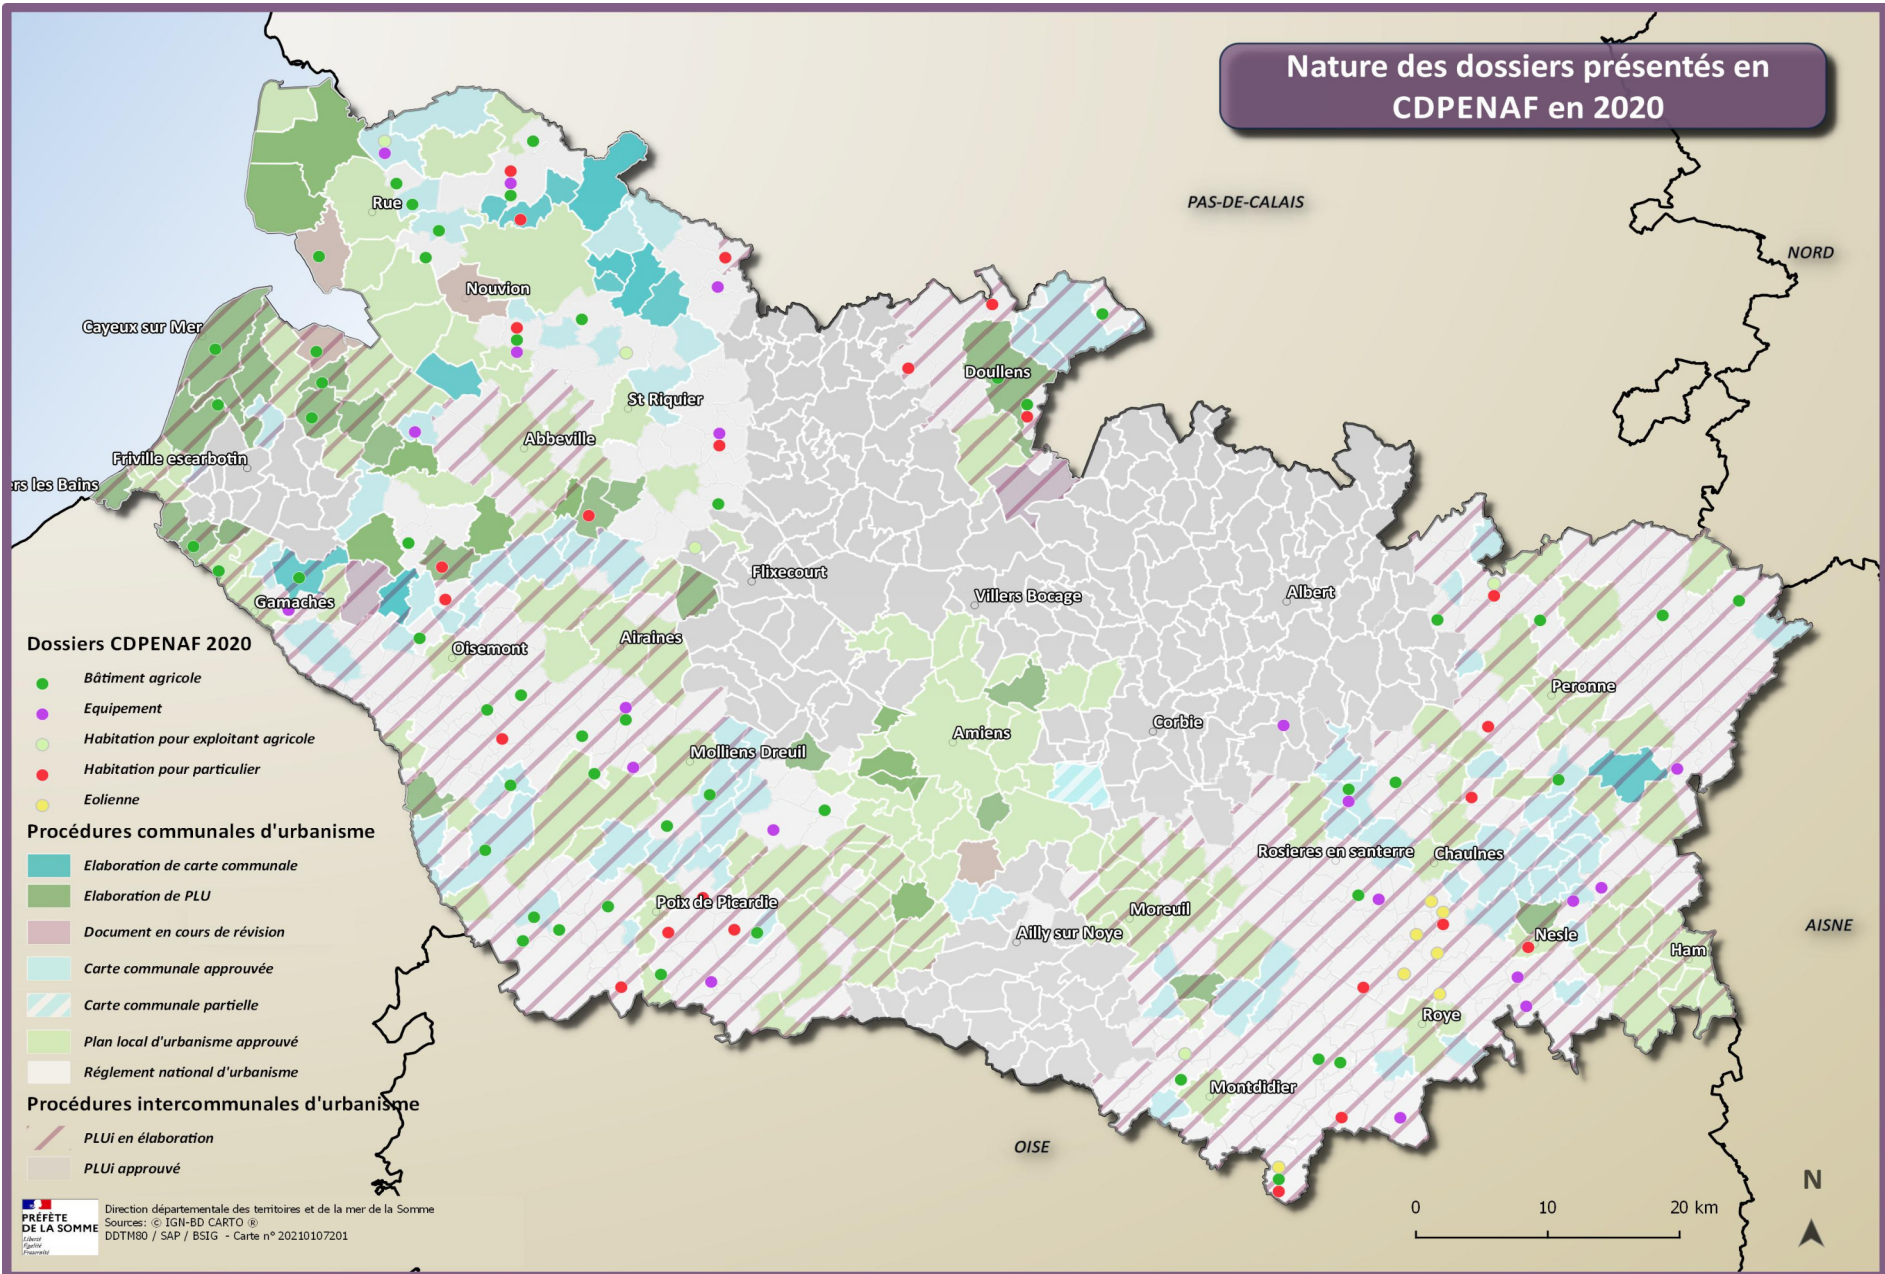 Nature des dossiers présentés en
CDPENAF en 2020
PAS-DE-CALAIS
NORD
Rue
Nouvion
Cayeux sur Mer
Doullens
St Riquier
Abbeville
Friville escarbotin
ers les Bains
Flixecourt
Villers Bocage
Albert
Gamaches
Airaines
Oisemont
Peronne
Corbie
Amiens
Molliens Dreuil
Rosieres en santerre
Chaulnes
Poix de Picardie
Moreuil
Ailly sur Noye
Nesle
Ham
AISNE
Roye
Montdidier
OISE
Dossiers CDPENAF 2020
Bâtiment agricole
Equipement
Habitation pour exploitant agricole
Habitation pour particulier
Eolienne
Procédures communales d'urbanisme
Elaboration de carte communale
Elaboration de PLU
Document en cours de révision
Carte communale approuvée
Carte communale partielle
Plan local d'urbanisme approuvé
Réglement national d'urbanisme
Procédures intercommunales d'urbanisme
PLUi en élaboration
PLUi approuvé
PRÉFÈTE
DE LA SOMME
Liberté
Égalité
Fraternité
Direction départementale des territoires et de la mer de la Somme
Sources: © IGN-BD CARTO ®
DDTM80 / SAP / BSIG - Carte n° 20210107201
0 10 20 km
N